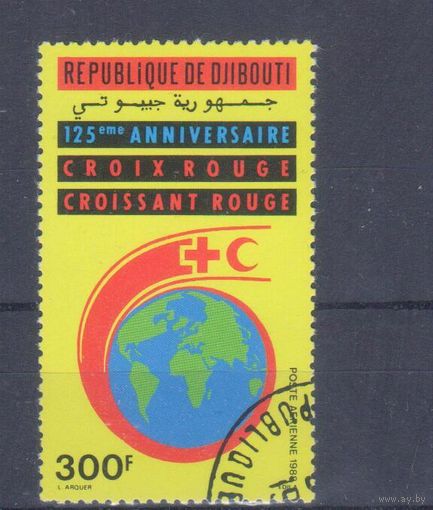 REPUBLiQUE DE DJIBOUTI
جمهورية جيبوتي
125eme ANNIVERSAIRE
CROIX ROUGE
CROISSANT ROUGE
POSTE AERIENNE 1988
300F
L. ARQUER
PUBLIQUE
www.ay.by